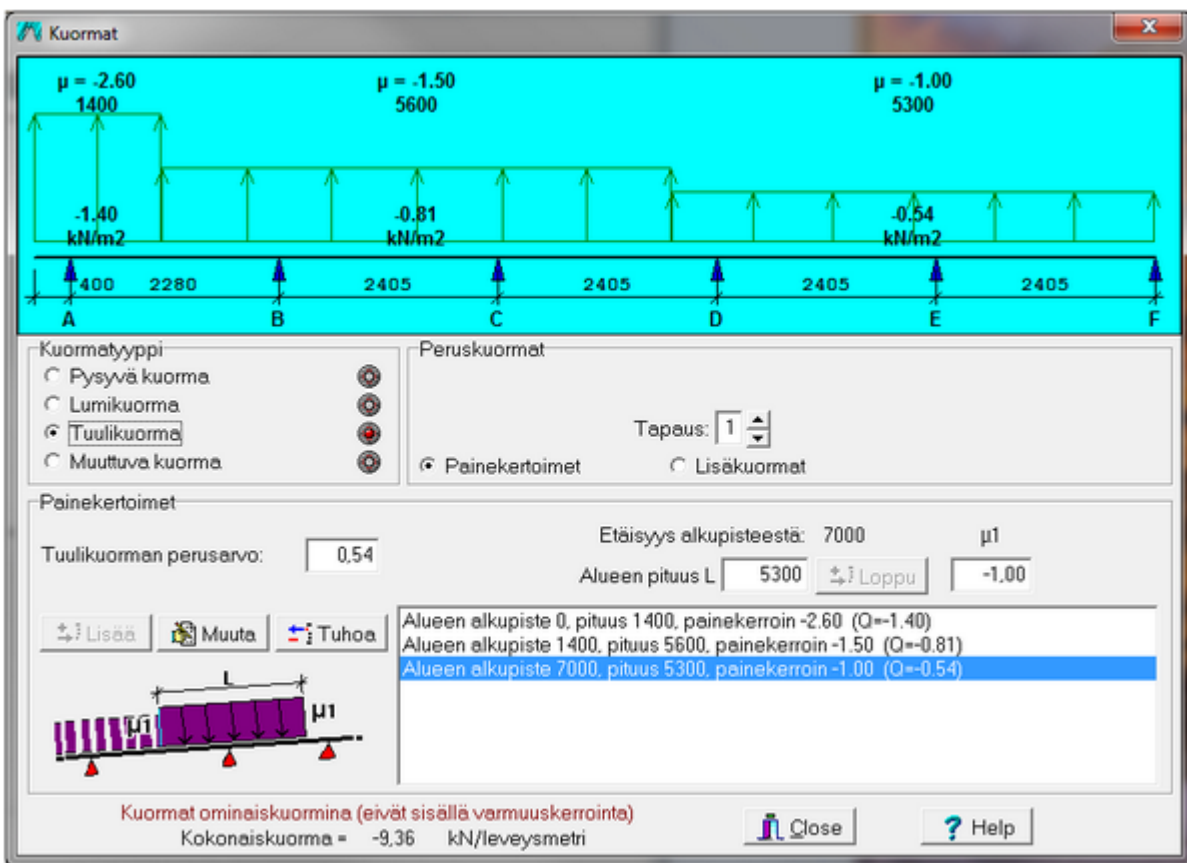 Kuormat
µ = -2.60 µ = -1.50 µ = -1.00
1400 5600 5300
-1.40 -0.81 -0.54
kN/m2 kN/m2 kN/m2
400 2280 2405 2405 2405 2405
A B C D E F
Kuormatyyppi
Pysyvä kuorma
Lumikuorma
Tuulikuorma
Muuttuva kuorma
Peruskuormat
Tapaus: 1
Painekertoimet Lisäkuormat
Painekertoimet
Tuulikuorman perusarvo: 0,54
Etäisyys alkupisteestä: 7000 µ1
Alueen pituus L 5300 Loppu -1,00
Lisää Muuta Tuhoa
Alueen alkupiste 0, pituus 1400, painekerroin -2.60 (Q=-1.40)
Alueen alkupiste 1400, pituus 5600, painekerroin -1.50 (Q=-0.81)
Alueen alkupiste 7000, pituus 5300, painekerroin -1.00 (Q=-0.54)
L
µ1 µ1
Kuormat ominaiskuormina (eivät sisällä varmuuskerrointa)
Kokonaiskuorma = -9,36 kN/leveysmetri
Close ? Help